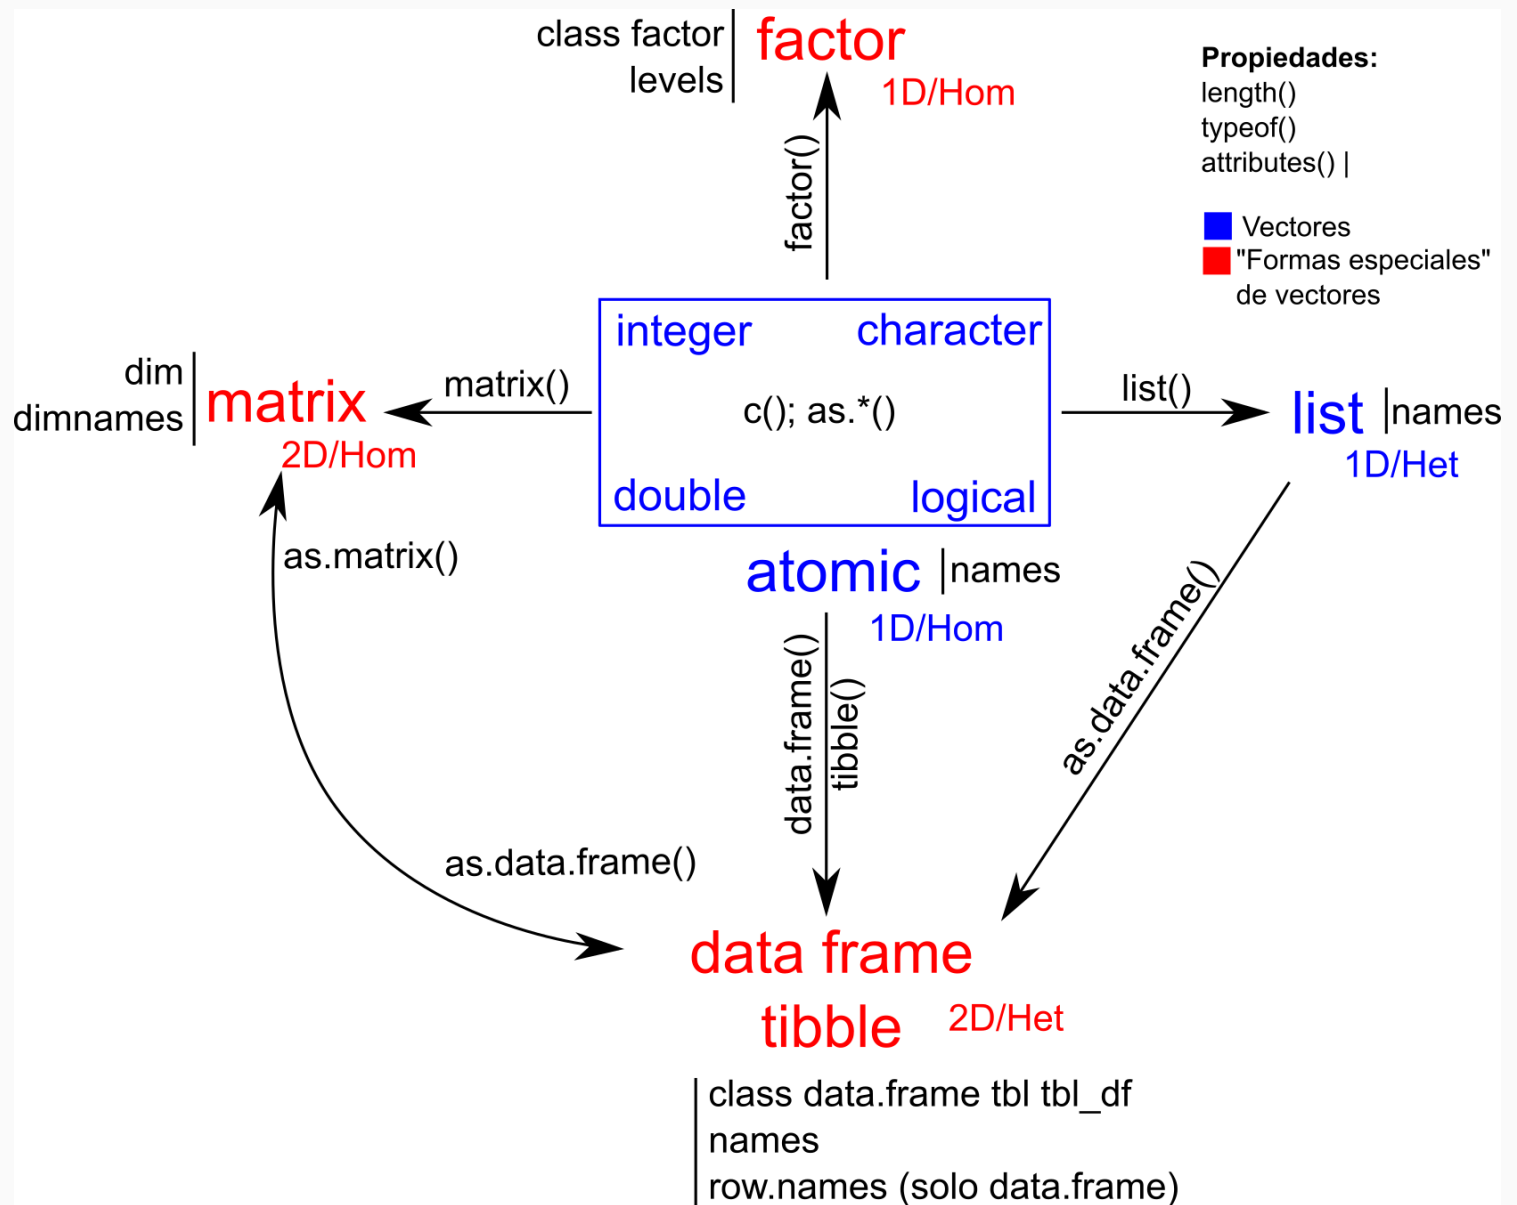 class factor
levels
factor
1D/Hom
Propiedades:
length()
typeof()
attributes() |
Vectores
"Formas especiales"
de vectores
factor()
integer
character
c(); as.*()
double
logical
atomic |names
1D/Hom
dim
dimnames
matrix
2D/Hom
matrix()
list()
list |names
1D/Het
as.matrix()
as.data.frame()
data.frame()
tibble()
as.data.frame()
data frame
tibble
2D/Het
class data.frame tbl tbl_df
names
row.names (solo data.frame)